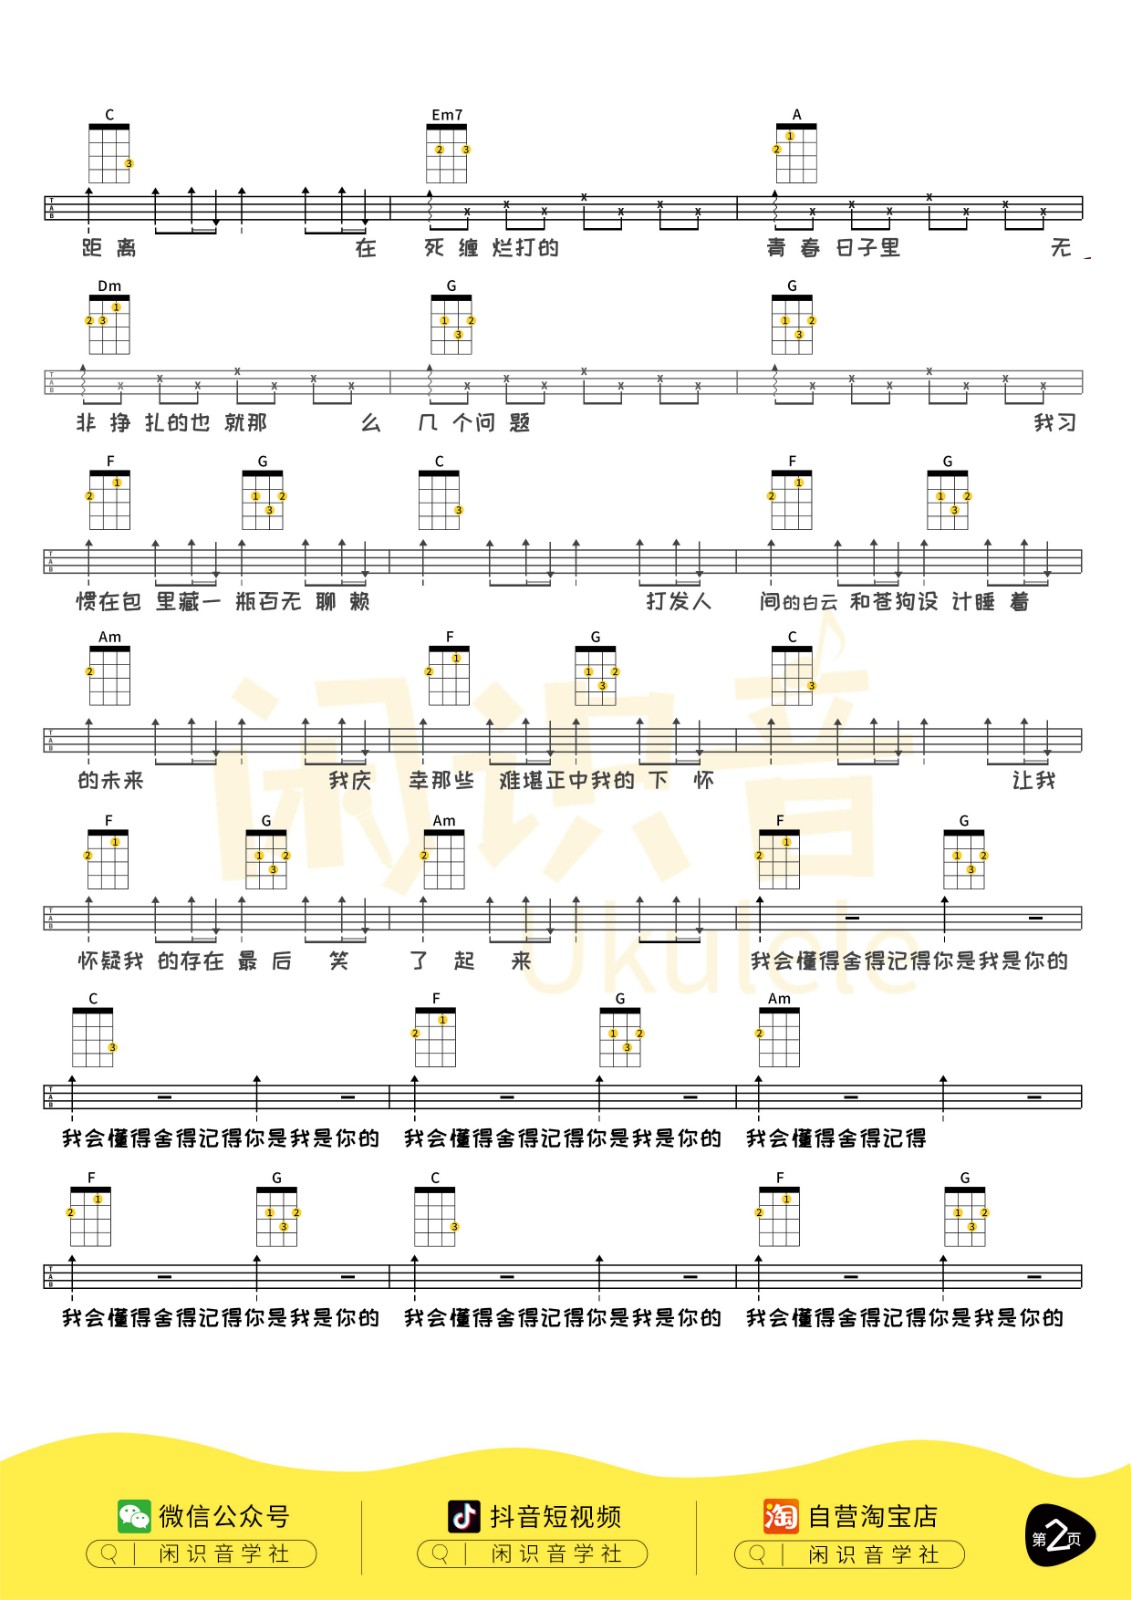 C Em7 A
距离 在 死缠烂打的 青春日子里 无
Dm G G
非挣扎的也就那 么 几个问题 我习
F G C F G
惯在包里藏一瓶百无聊赖 打发人 间的白云和苍狗设计睡着
Am F G C
的未来 我庆 幸那些难堪正中我的下怀 让我
F G Am F G
怀疑我的存在最后笑 了起来 我会懂得舍得记得你是我是你的
C F G Am
我会懂得舍得记得你是我是你的 我会懂得舍得记得你是我是你的 我会懂得舍得记得
F G C F G
我会懂得舍得记得你是我是你的 我会懂得舍得记得你是我是你的 我会懂得舍得记得你是我是你的
闲识音
Ukulele
微信公众号 抖音短视频 淘 自营淘宝店
闲识音学社 闲识音学社 闲识音学社
第2页